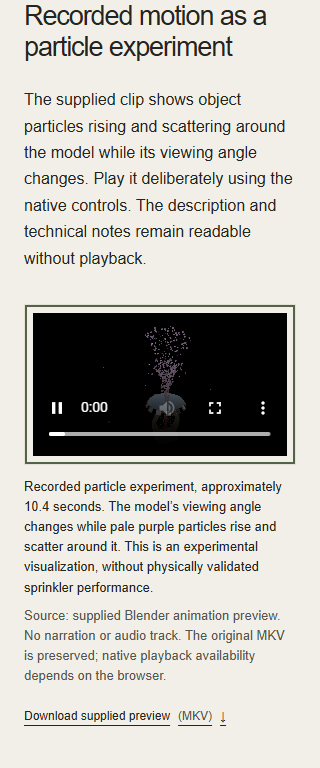 Recorded motion as a
particle experiment
The supplied clip shows object
particles rising and scattering around
the model while its viewing angle
changes. Play it deliberately using the
native controls. The description and
technical notes remain readable
without playback.
0:00
Recorded particle experiment, approximately
10.4 seconds. The model’s viewing angle
changes while pale purple particles rise and
scatter around it. This is an experimental
visualization, without physically validated
sprinkler performance.
Source: supplied Blender animation preview.
No narration or audio track. The original MKV
is preserved; native playback availability
depends on the browser.
Download supplied preview (MKV) ↓